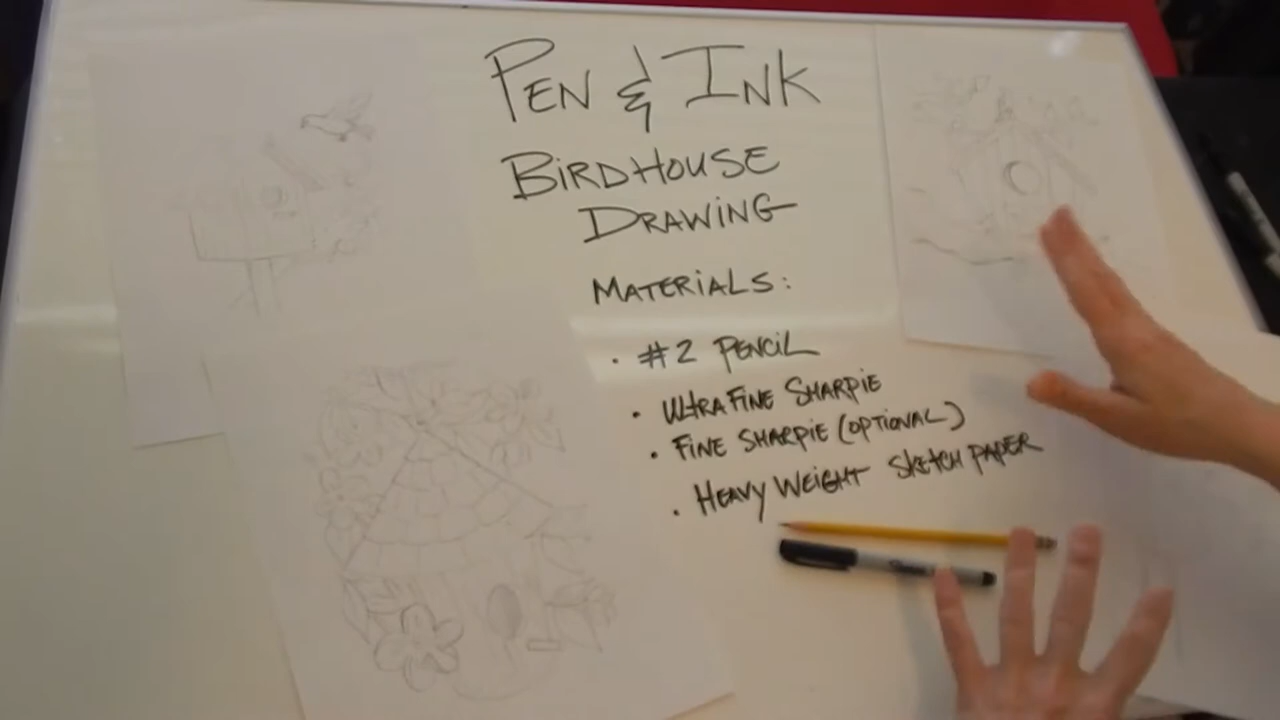 PEN & INK
BIRDHOUSE
DRAWING
MATERIALS:
· #2 PENCIL
· ULTRA FINE SHARPIE
· FINE SHARPIE (OPTIONAL)
· HEAVY WEIGHT SKETCH PAPER